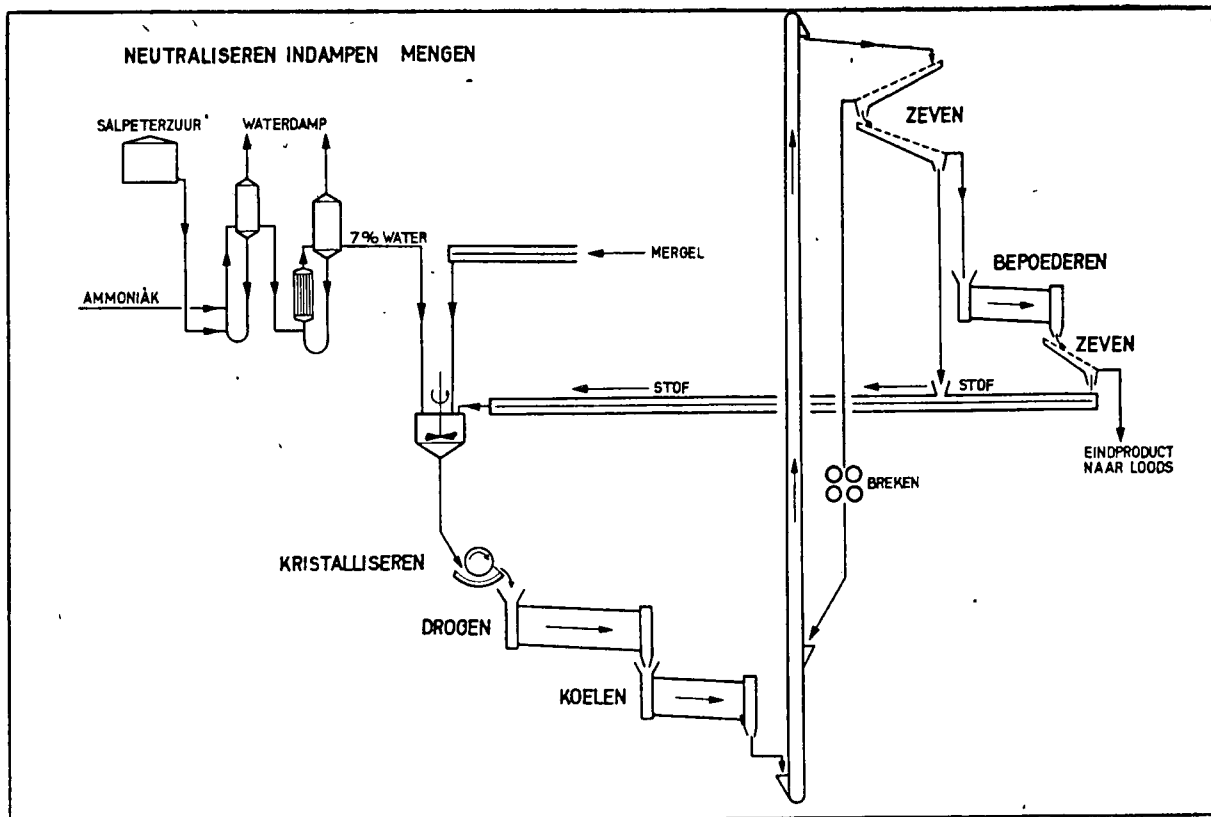 NEUTRALISEREN INDAMPEN MENGEN
SALPETERZUUR
WATERDAMP
ZEVEN
7% WATER
MERGEL
BEPOEDEREN
AMMONIAK
ZEVEN
STOF
STOF
EINDPRODUCT
NAAR LOODS
BREKEN
KRISTALLISEREN
DROGEN
KOELEN